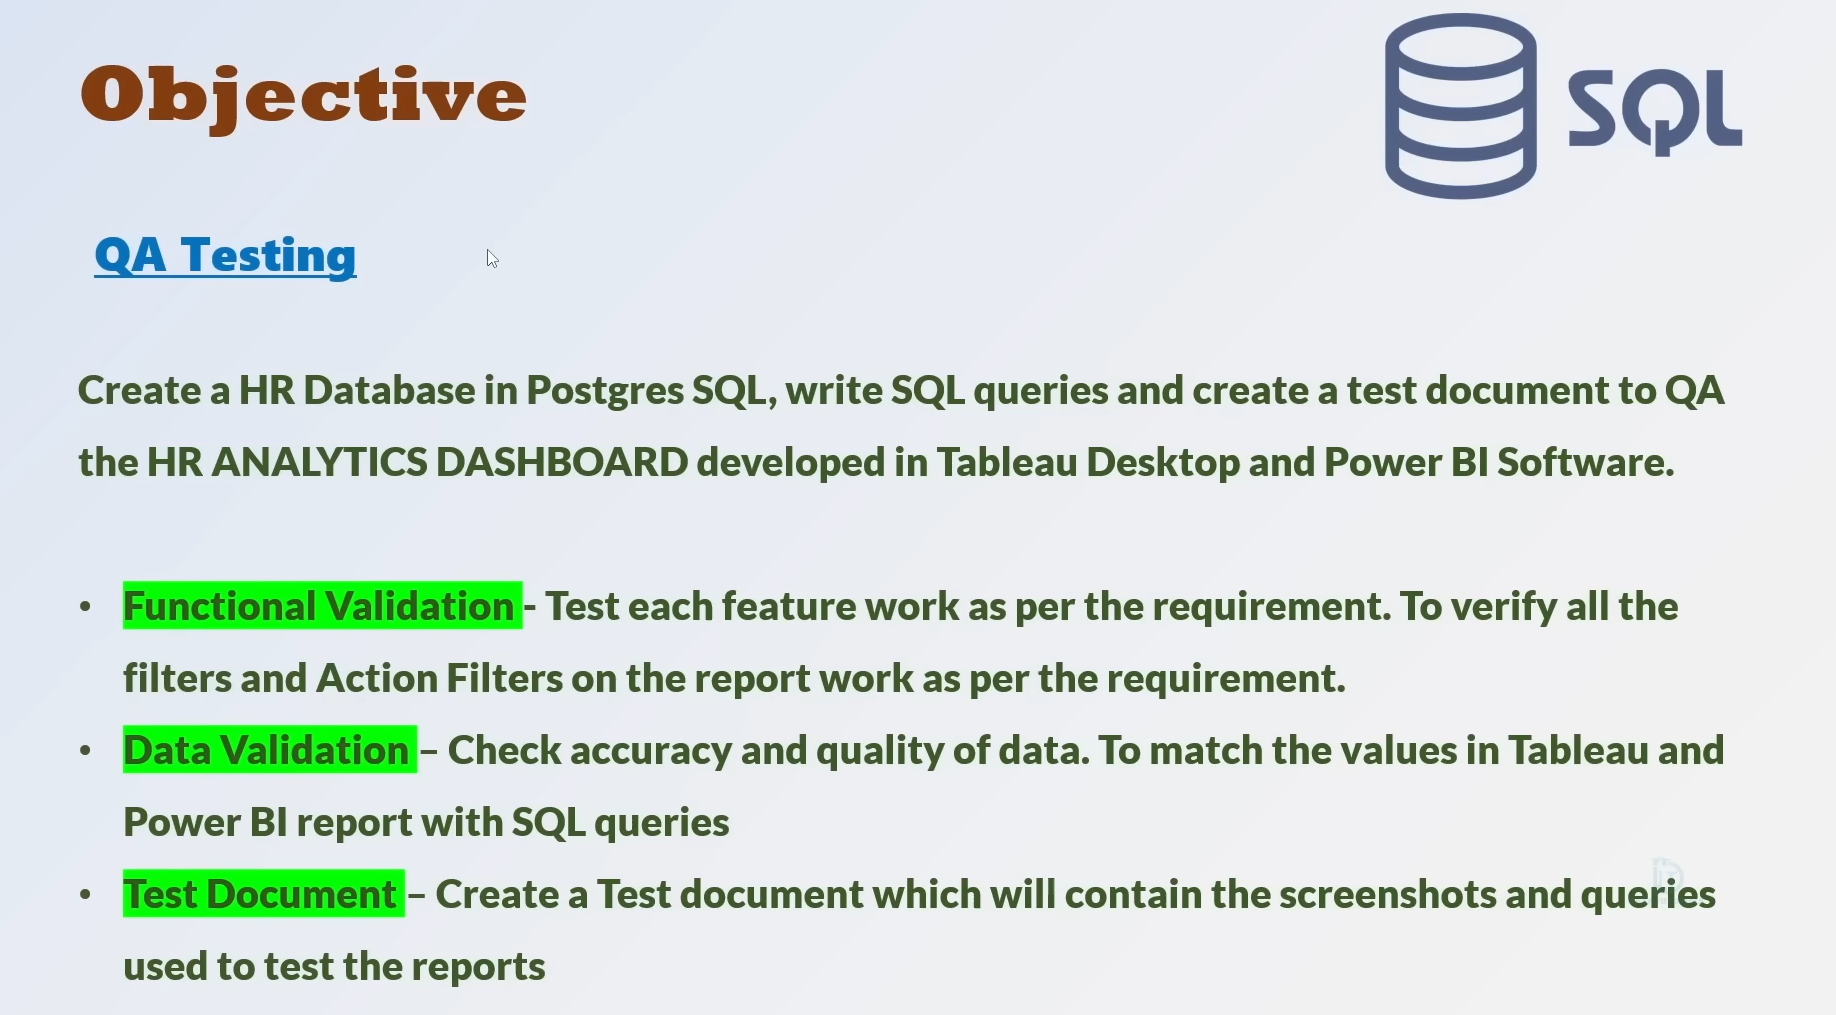 Objective
SQL
QA Testing
Create a HR Database in Postgres SQL, write SQL queries and create a test document to QA
the HR ANALYTICS DASHBOARD developed in Tableau Desktop and Power BI Software.
• Functional Validation - Test each feature work as per the requirement. To verify all the
filters and Action Filters on the report work as per the requirement.
• Data Validation – Check accuracy and quality of data. To match the values in Tableau and
Power BI report with SQL queries
• Test Document – Create a Test document which will contain the screenshots and queries
used to test the reports